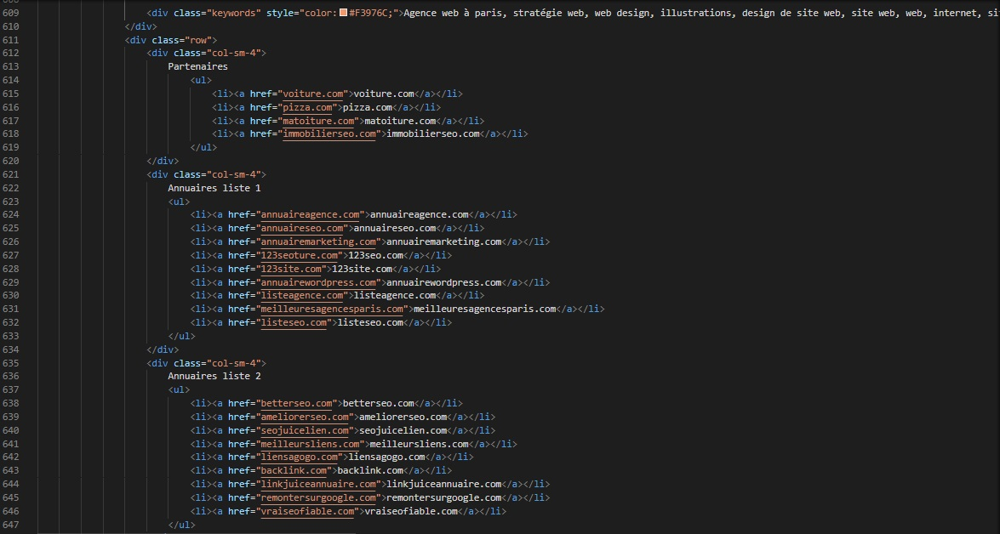 609 <div class="keywords" style="color:#F3976C;">Agence web à paris, stratégie web, web design, illustrations, design de site web, site web, web, internet, si
610 </div>
611 <div class="row">
612 <div class="col-sm-4">
613 Partenaires
614 <ul>
615 <li><a href="voiture.com">voiture.com</a></li>
616 <li><a href="pizza.com">pizza.com</a></li>
617 <li><a href="matoiture.com">matoiture.com</a></li>
618 <li><a href="immobilierseo.com">immobilierseo.com</a></li>
619 </ul>
620 </div>
621 <div class="col-sm-4">
622 Annuaires liste 1
623 <ul>
624 <li><a href="annuaireagence.com">annuaireagence.com</a></li>
625 <li><a href="annuaireseo.com">annuaireseo.com</a></li>
626 <li><a href="annuairemarketing.com">annuairemarketing.com</a></li>
627 <li><a href="123seoture.com">123seo.com</a></li>
628 <li><a href="123site.com">123site.com</a></li>
629 <li><a href="annuairewordpress.com">annuairewordpress.com</a></li>
630 <li><a href="listeagence.com">listeagence.com</a></li>
631 <li><a href="meilleuresagencesparis.com">meilleuresagencesparis.com</a></li>
632 <li><a href="listeseo.com">listeseo.com</a></li>
633 </ul>
634 </div>
635 <div class="col-sm-4">
636 Annuaires liste 2
637 <ul>
638 <li><a href="betterseo.com">betterseo.com</a></li>
639 <li><a href="ameliorerseo.com">ameliorerseo.com</a></li>
640 <li><a href="seojuicelien.com">seojuicelien.com</a></li>
641 <li><a href="meilleursliens.com">meilleursliens.com</a></li>
642 <li><a href="liensagogo.com">liensagogo.com</a></li>
643 <li><a href="backlink.com">backlink.com</a></li>
644 <li><a href="linkjuiceannuaire.com">linkjuiceannuaire.com</a></li>
645 <li><a href="remontersurgoogle.com">remontersurgoogle.com</a></li>
646 <li><a href="vraiseofiable.com">vraiseofiable.com</a></li>
647 </ul>